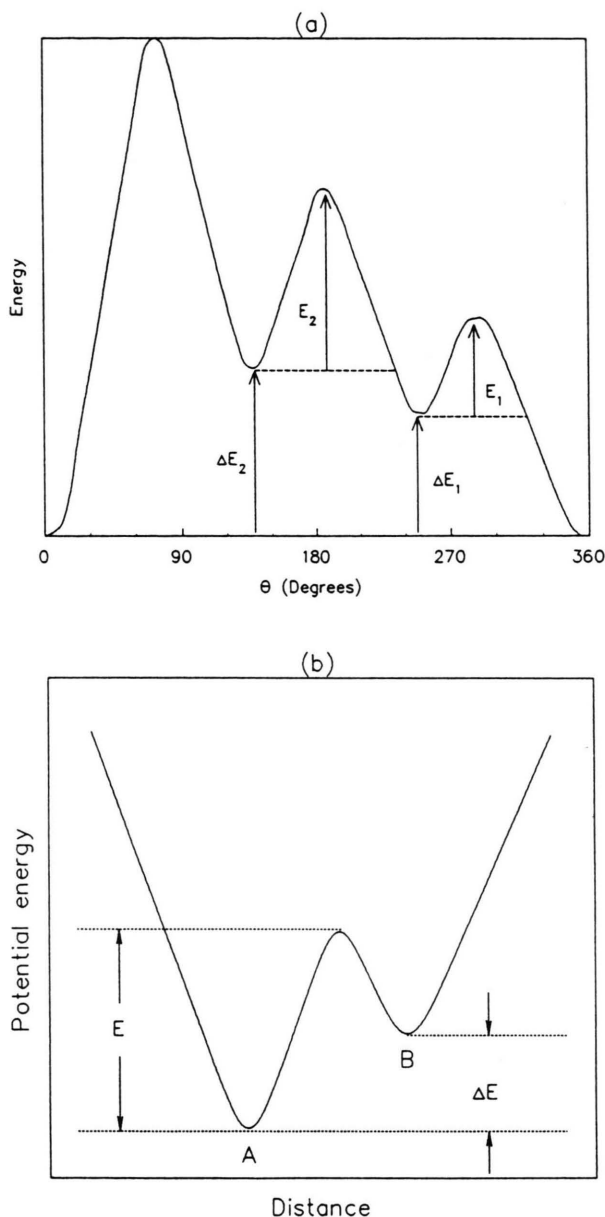 (a)
Energy
E₂
E₁
ΔE₂
ΔE₁
0 90 180 270 360
θ (Degrees)
(b)
Potential energy
E
B
ΔE
A
Distance